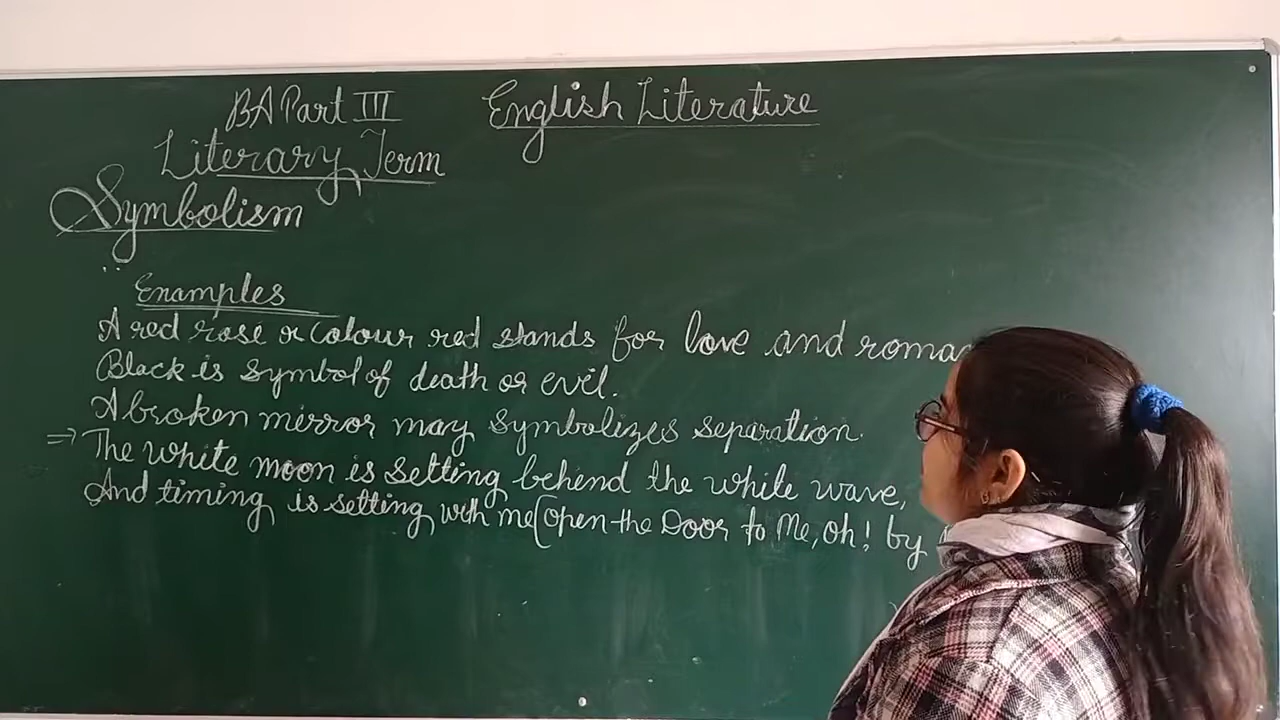 BA Part III
English Literature
Literary Term
Symbolism
Examples
A red rose or colour red stands for love and roma
Black is symbol of death or evil.
A broken mirror may symbolizes separation.
⇒ The white moon is setting behind the white wave,
And timing is setting with me (open the Door to Me, oh! by